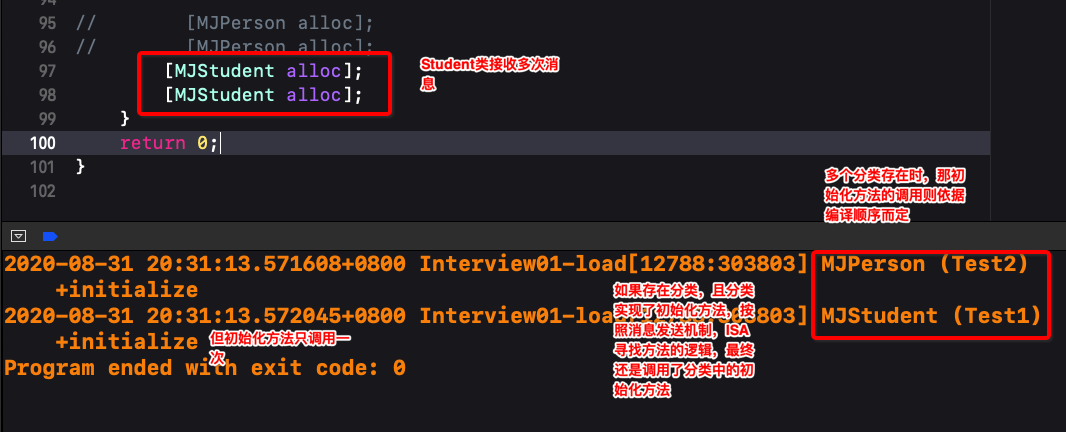 94
95 // [MJPerson alloc];
96 // [MJPerson alloc];
97 [MJStudent alloc];
98 [MJStudent alloc];
99 }
100 return 0;
101 }
102
Student类接收多次消
息
多个分类存在时，那初
始化方法的调用则依据
编译顺序而定
2020-08-31 20:31:13.571608+0800 Interview01-load[12788:303803] MJPerson (Test2)
+initialize
2020-08-31 20:31:13.572045+0800 Interview01-loa 803] MJStudent (Test1)
+initialize
Program ended with exit code: 0
但初始化方法只调用一
次
如果存在分类，且分类
实现了初始化方法，按
照消息发送机制，ISA
寻找方法的逻辑，最终
还是调用了分类中的初
始化方法